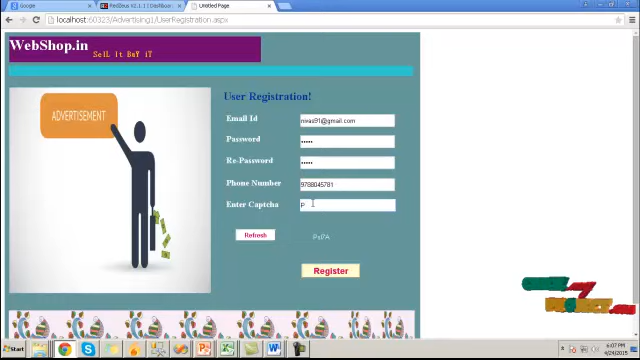 Google
Untitled Page
localhost:60323/Advertising1/UserRegistration.aspx
WebShop.in
SelL It BuY iT
ADVERTISEMENT
User Registration!
Email Id
Password
•••••
Re-Password
•••••
Phone Number
9788045781
Enter Captcha
P
Refresh
Register
Start
6:07 PM